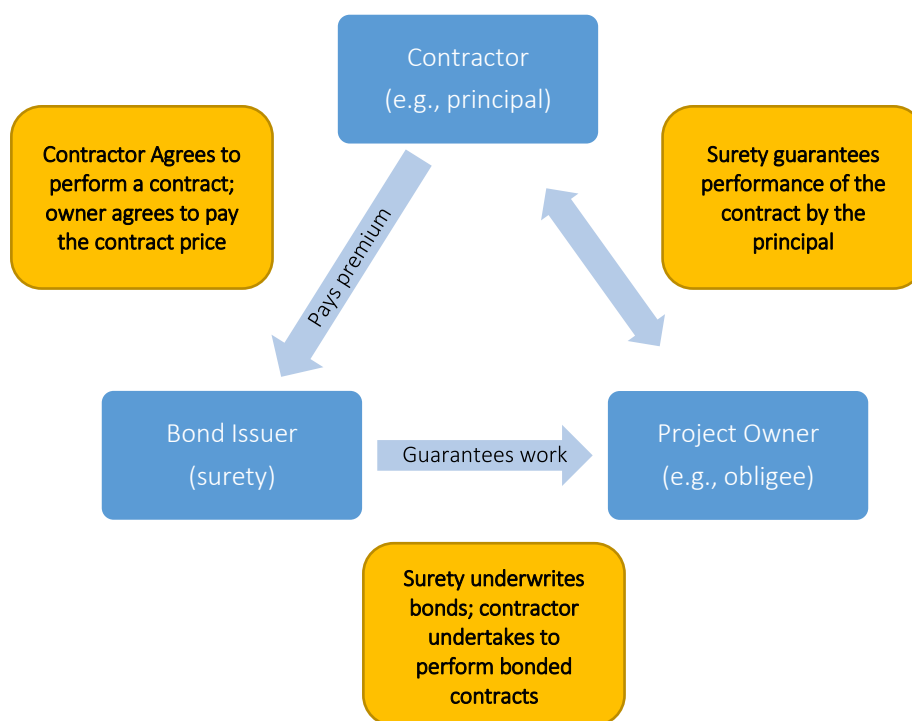 Contractor
(e.g., principal)
Contractor Agrees to
perform a contract;
owner agrees to pay
the contract price
Surety guarantees
performance of the
contract by the
principal
Pays premium
Bond Issuer
(surety)
Guarantees work
Project Owner
(e.g., obligee)
Surety underwrites
bonds; contractor
undertakes to
perform bonded
contracts